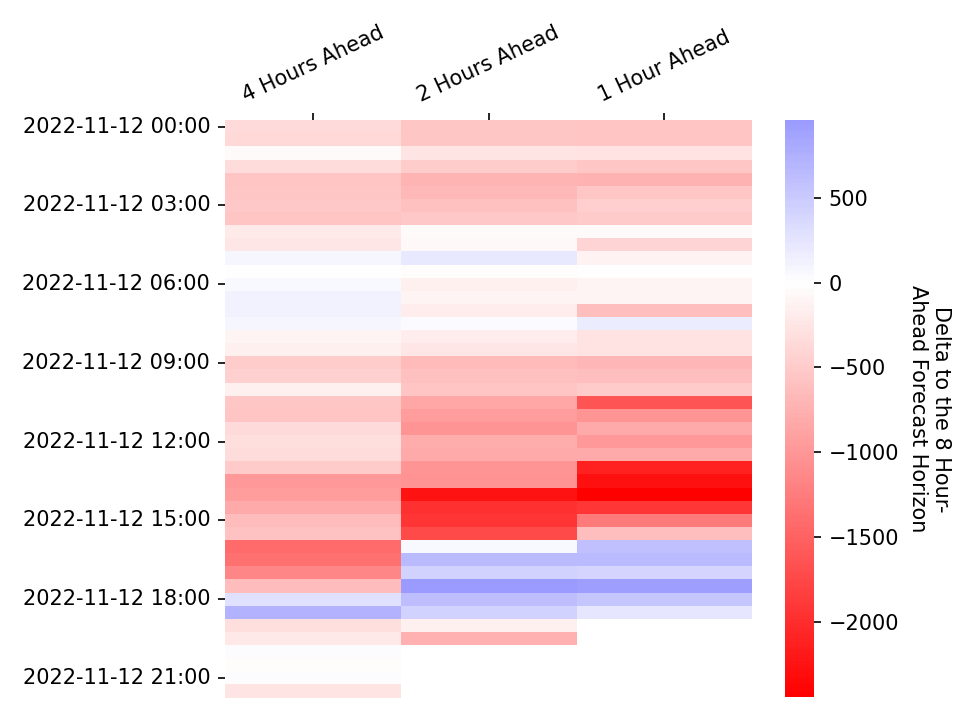 4 Hours Ahead
2 Hours Ahead
1 Hour Ahead
2022-11-12 00:00
2022-11-12 03:00
2022-11-12 06:00
2022-11-12 09:00
2022-11-12 12:00
2022-11-12 15:00
2022-11-12 18:00
2022-11-12 21:00
500
0
−500
−1000
−1500
−2000
Delta to the 8 Hour-
Ahead Forecast Horizon